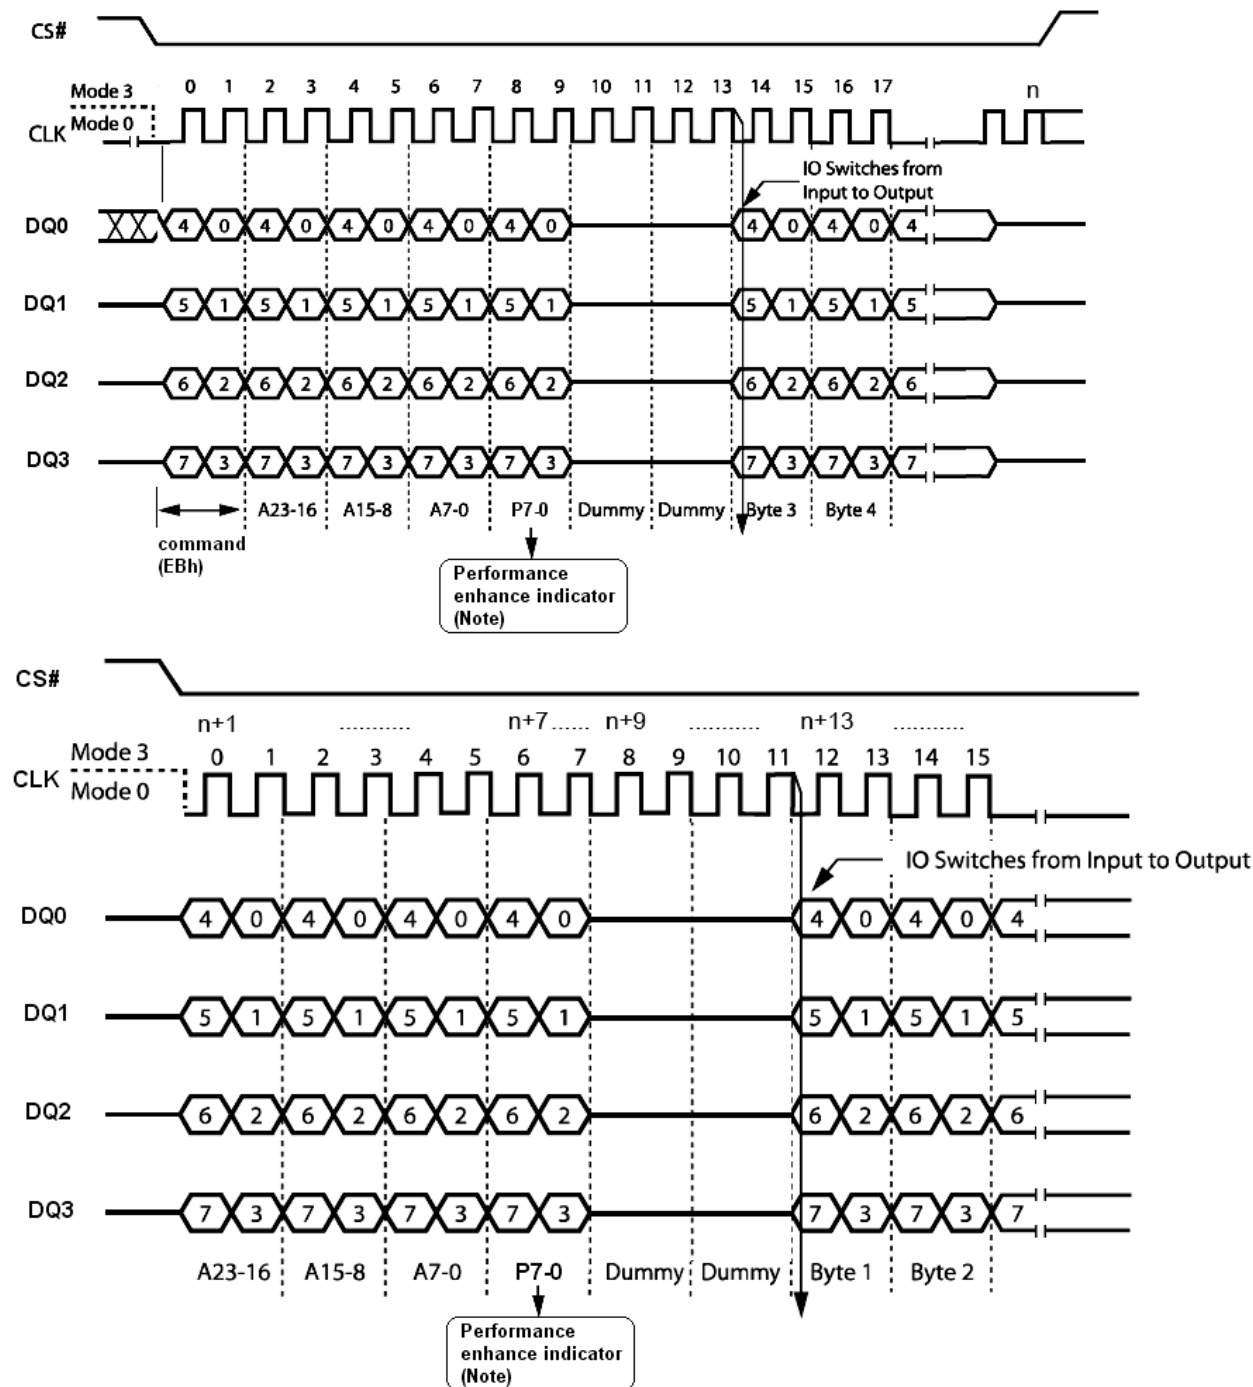 CS#
0 1 2 3 4 5 6 7 8 9 10 11 12 13 14 15 16 17 n
Mode 3
Mode 0
CLK
IO Switches from
Input to Output
DQ0 4 0 4 0 4 0 4 0 4 0 4 0 4 0 4
DQ1 5 1 5 1 5 1 5 1 5 1 5 1 5 1 5
DQ2 6 2 6 2 6 2 6 2 6 2 6 2 6 2 6
DQ3 7 3 7 3 7 3 7 3 7 3 7 3 7 3 7
A23-16 A15-8 A7-0 P7-0 Dummy Dummy Byte 3 Byte 4
command
(EBh)
Performance
enhance indicator
(Note)
CS#
n+1 ........... n+7 ...... n+9 ........... n+13 ...........
Mode 3 0 1 2 3 4 5 6 7 8 9 10 11 12 13 14 15
CLK
Mode 0
IO Switches from Input to Output
DQ0 4 0 4 0 4 0 4 0 4 0 4 0 4
DQ1 5 1 5 1 5 1 5 1 5 1 5 1 5
DQ2 6 2 6 2 6 2 6 2 6 2 6 2 6
DQ3 7 3 7 3 7 3 7 3 7 3 7 3 7
A23-16 A15-8 A7-0 P7-0 Dummy Dummy Byte 1 Byte 2
Performance
enhance indicator
(Note)